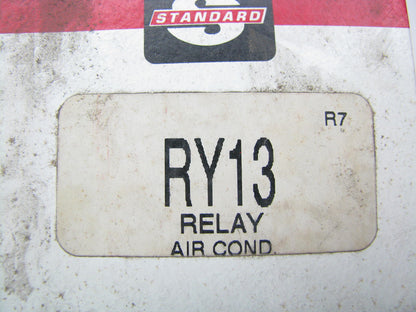 STANDARD
R7
RY13
RELAY
AIR COND.